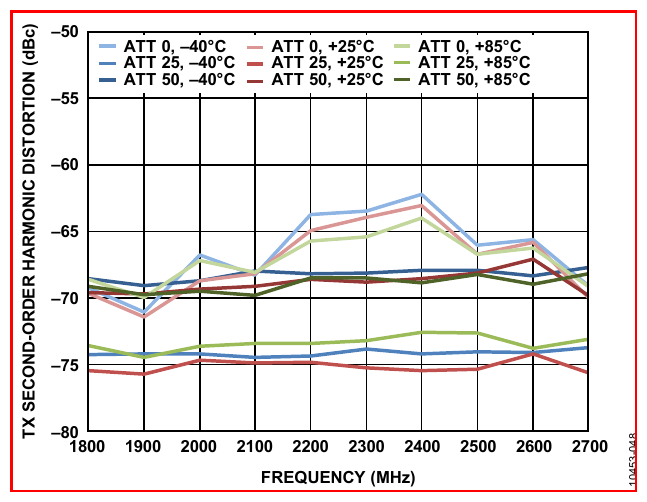 TX SECOND-ORDER HARMONIC DISTORTION (dBc)
–50
–55
–60
–65
–70
–75
–80
ATT 0, –40°C
ATT 25, –40°C
ATT 50, –40°C
ATT 0, +25°C
ATT 25, +25°C
ATT 50, +25°C
ATT 0, +85°C
ATT 25, +85°C
ATT 50, +85°C
1800 1900 2000 2100 2200 2300 2400 2500 2600 2700
FREQUENCY (MHz)
10453-048